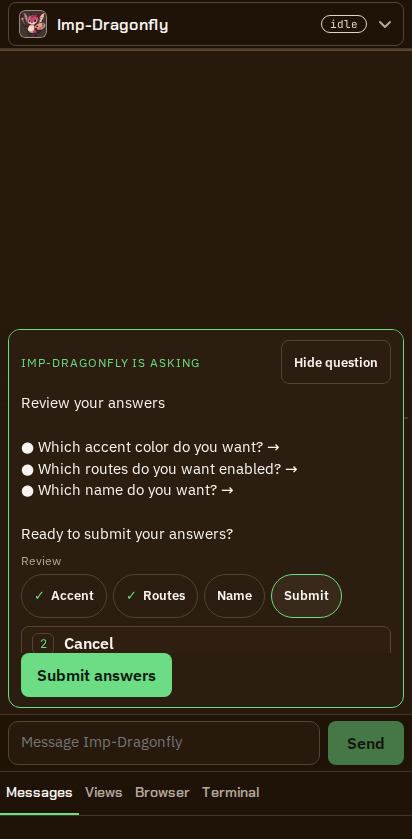 Imp-Dragonfly
idle
IMP-DRAGONFLY IS ASKING
Hide question
Review your answers
● Which accent color do you want? →
● Which routes do you want enabled? →
● Which name do you want? →
Ready to submit your answers?
Review
✓ Accent
✓ Routes
Name
Submit
2 Cancel
Submit answers
Message Imp-Dragonfly
Send
Messages Views Browser Terminal